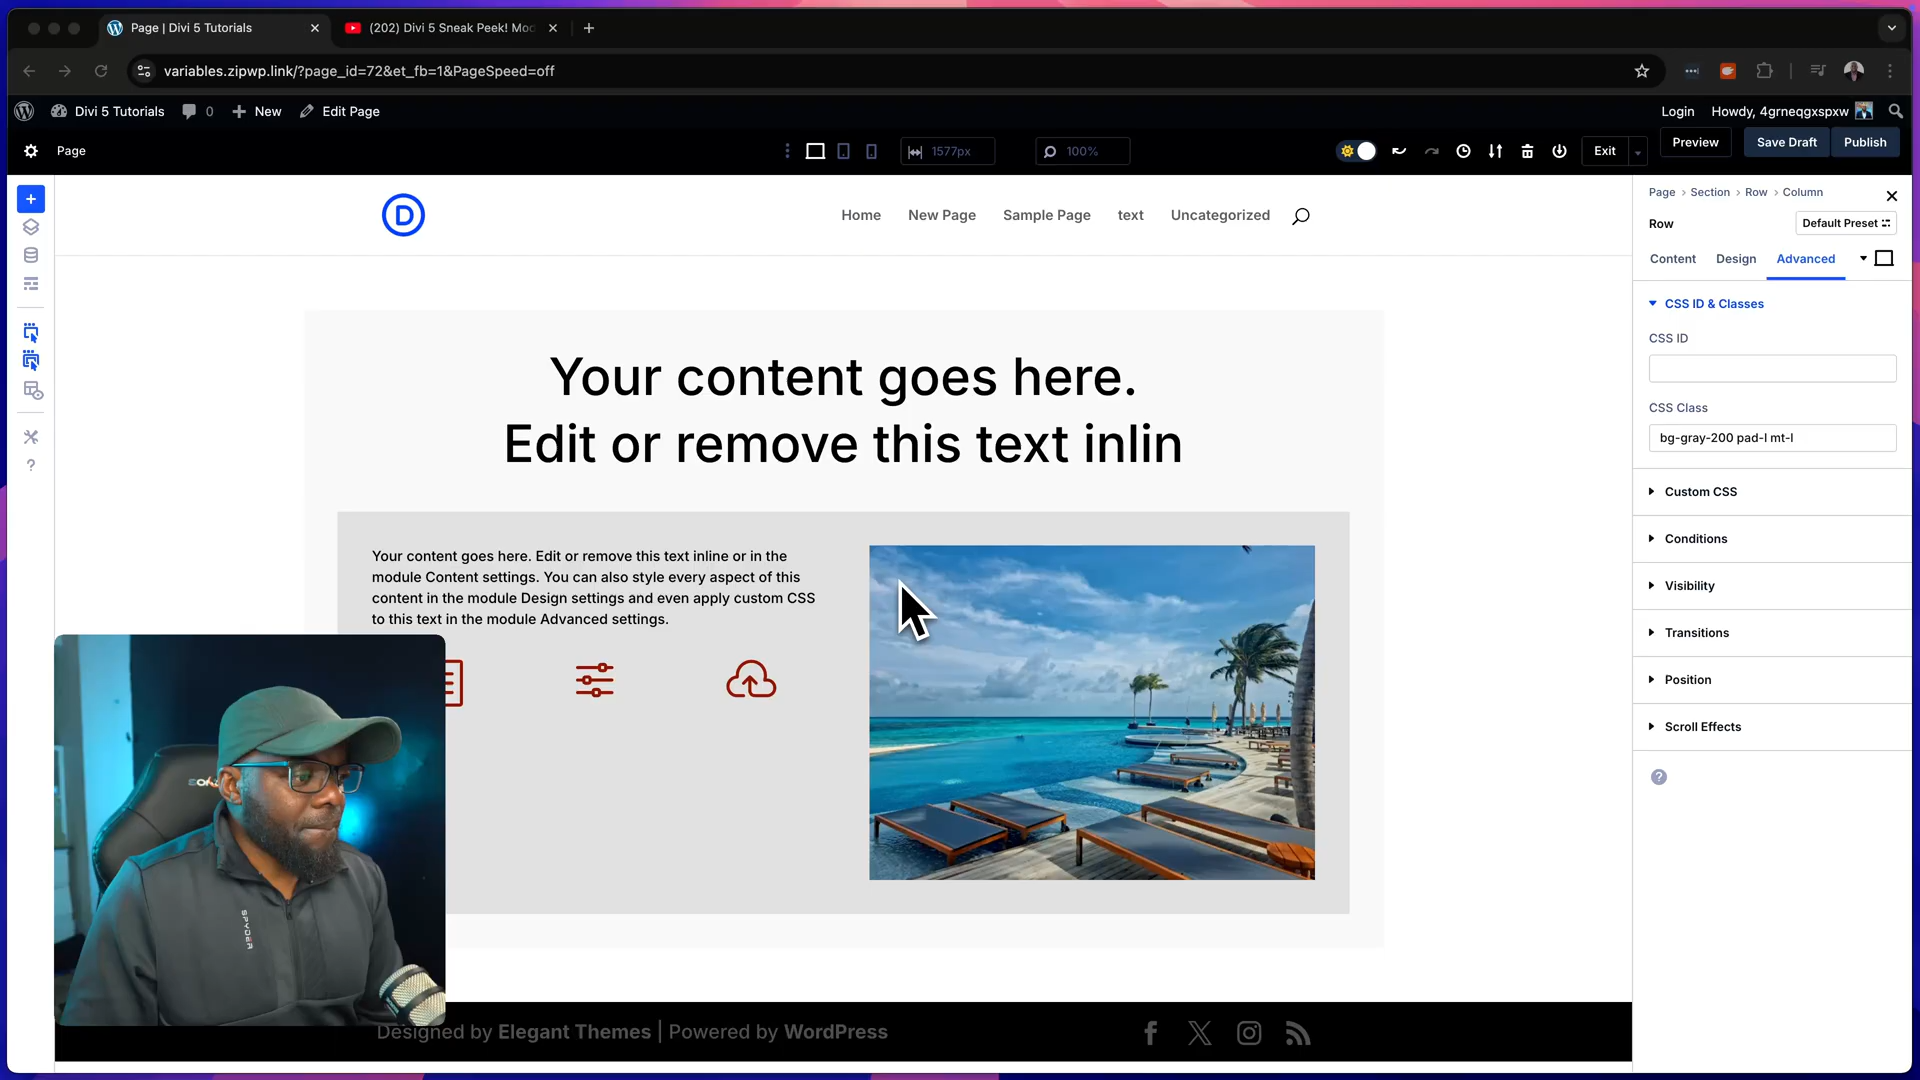 Page | Divi 5 Tutorials
(202) Divi 5 Sneak Peek! Mod
variables.zipwp.link/?page_id=72&et_fb=1&PageSpeed=off
Divi 5 Tutorials
0
New
Edit Page
Login
Howdy, 4grneqgxspxw
Page
1577px
100%
Exit
Preview
Save Draft
Publish
D
Home
New Page
Sample Page
text
Uncategorized
Page > Section > Row > Column
Row
Default Preset
Content
Design
Advanced
CSS ID & Classes
CSS ID
CSS Class
bg-gray-200 pad-l mt-l
Custom CSS
Conditions
Visibility
Transitions
Position
Scroll Effects
Your content goes here.
Edit or remove this text inlin
Your content goes here. Edit or remove this text inline or in the
module Content settings. You can also style every aspect of this
content in the module Design settings and even apply custom CSS
to this text in the module Advanced settings.
SPYDER
Designed by Elegant Themes | Powered by WordPress